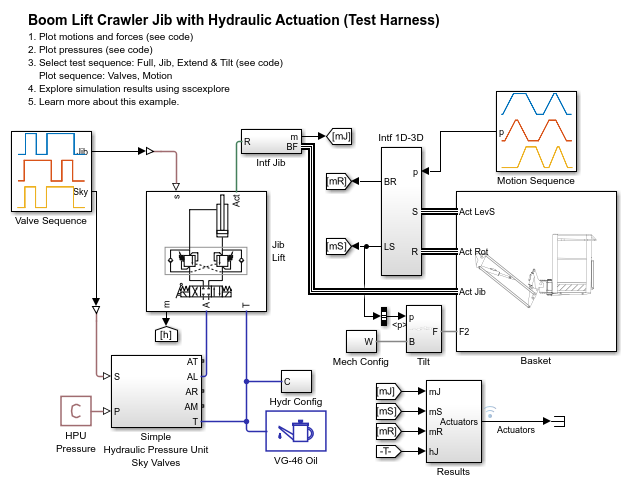 Boom Lift Crawler Jib with Hydraulic Actuation (Test Harness)
1. Plot motions and forces (see code)
2. Plot pressures (see code)
3. Select test sequence: Full, Jib, Extend & Tilt (see code)
Plot sequence: Valves, Motion
4. Explore simulation results using sscexplore
5. Learn more about this example.
Jib
Sky
Valve Sequence
R
m
BF
Intf Jib
[mJ]
Intf 1D-3D
p
BR
S
LS
R
[mR]
[mS]
p
Motion Sequence
s
Act
m
A
T
Jib
Lift
[h]
Act LevS
Act Rot
Act Jib
F2
Basket
<p>
p
F
B
Tilt
W
Mech Config
S
P
AT
AL
AR
AM
T
Simple
Hydraulic Pressure Unit
Sky Valves
C
HPU
Pressure
C
Hydr Config
VG-46 Oil
[mJ]
[mS]
[mR]
-T-
mJ
mS
mR
hJ
Actuators
Results
Actuators